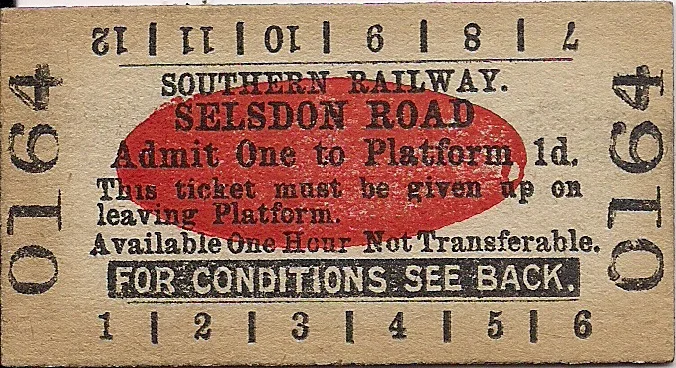 12 | 11 | 10 | 9 | 8 | 7
SOUTHERN RAILWAY.
SELSDON ROAD
Admit One to Platform 1d.
This ticket must be given up on
leaving Platform.
Available One Hour Not Transferable.
FOR CONDITIONS SEE BACK.
1 | 2 | 3 | 4 | 5 | 6
0164
0164